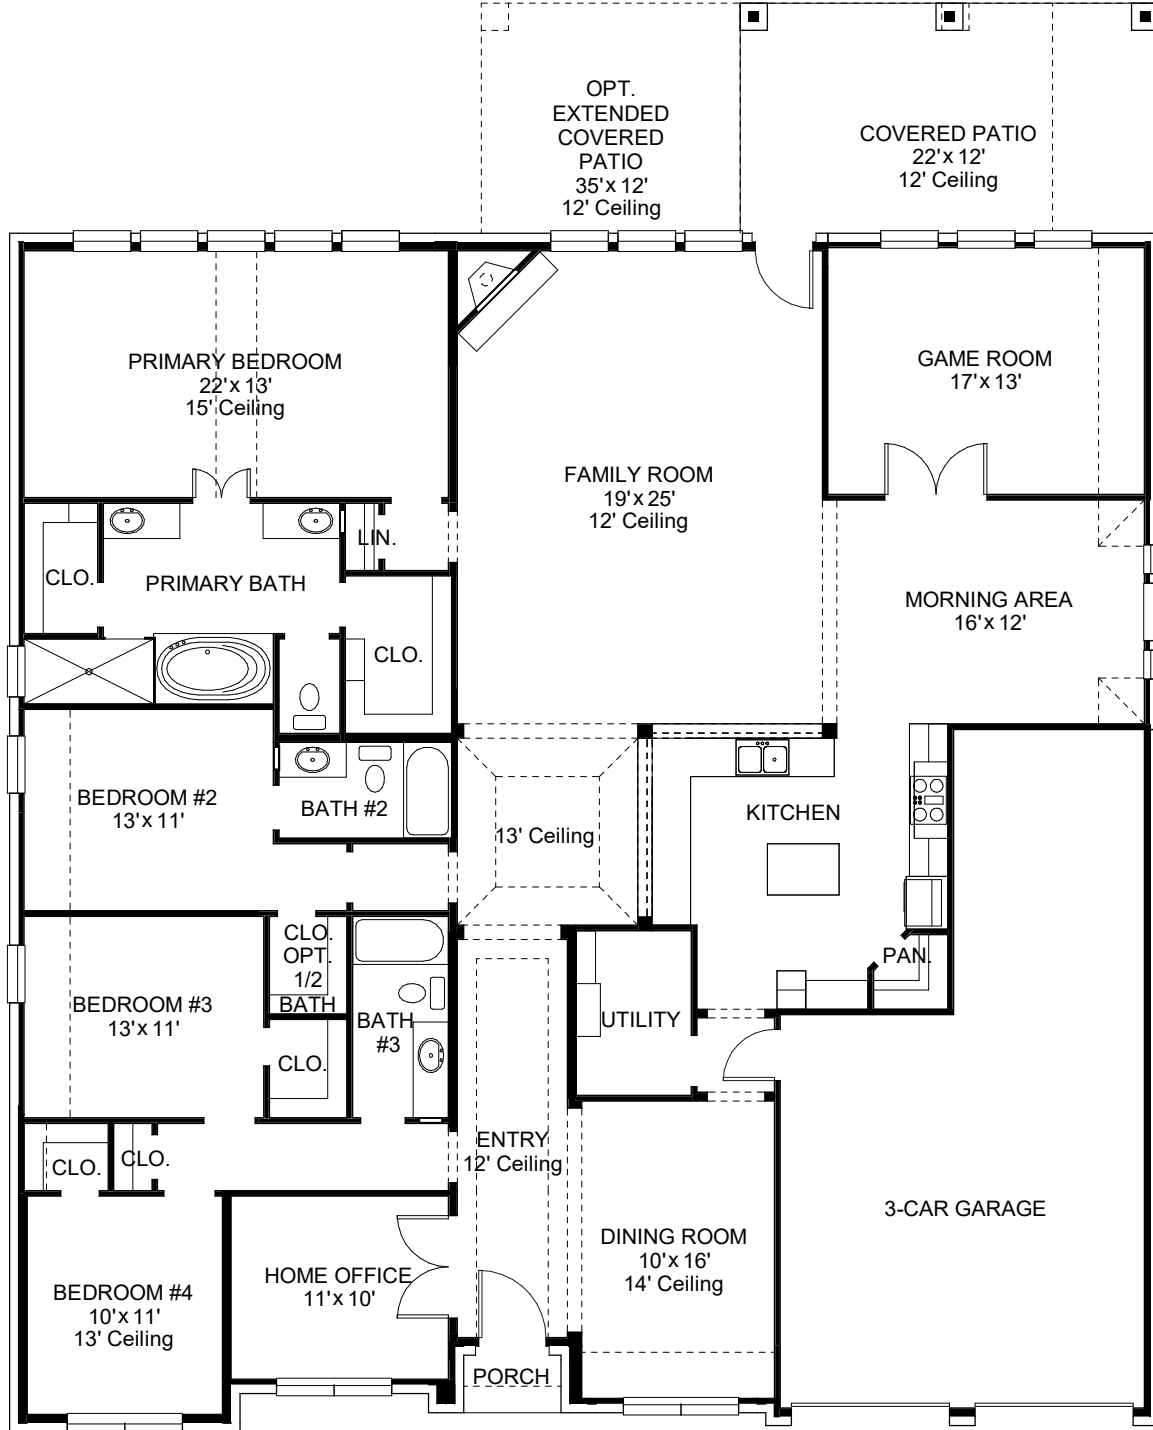 OPT.
EXTENDED
COVERED
PATIO
35' x 12'
12' Ceiling
COVERED PATIO
22' x 12'
12' Ceiling
PRIMARY BEDROOM
22' x 13'
15' Ceiling
GAME ROOM
17' x 13'
FAMILY ROOM
19' x 25'
12' Ceiling
LIN.
CLO.
PRIMARY BATH
MORNING AREA
16' x 12'
CLO.
BEDROOM #2
13' x 11'
BATH #2
13' Ceiling
KITCHEN
CLO.
OPT.
1/2
BATH
PAN.
BEDROOM #3
13' x 11'
BATH
#3
UTILITY
CLO.
ENTRY
12' Ceiling
CLO.
CLO.
3-CAR GARAGE
DINING ROOM
10' x 16'
14' Ceiling
HOME OFFICE
11' x 10'
BEDROOM #4
10' x 11'
13' Ceiling
PORCH